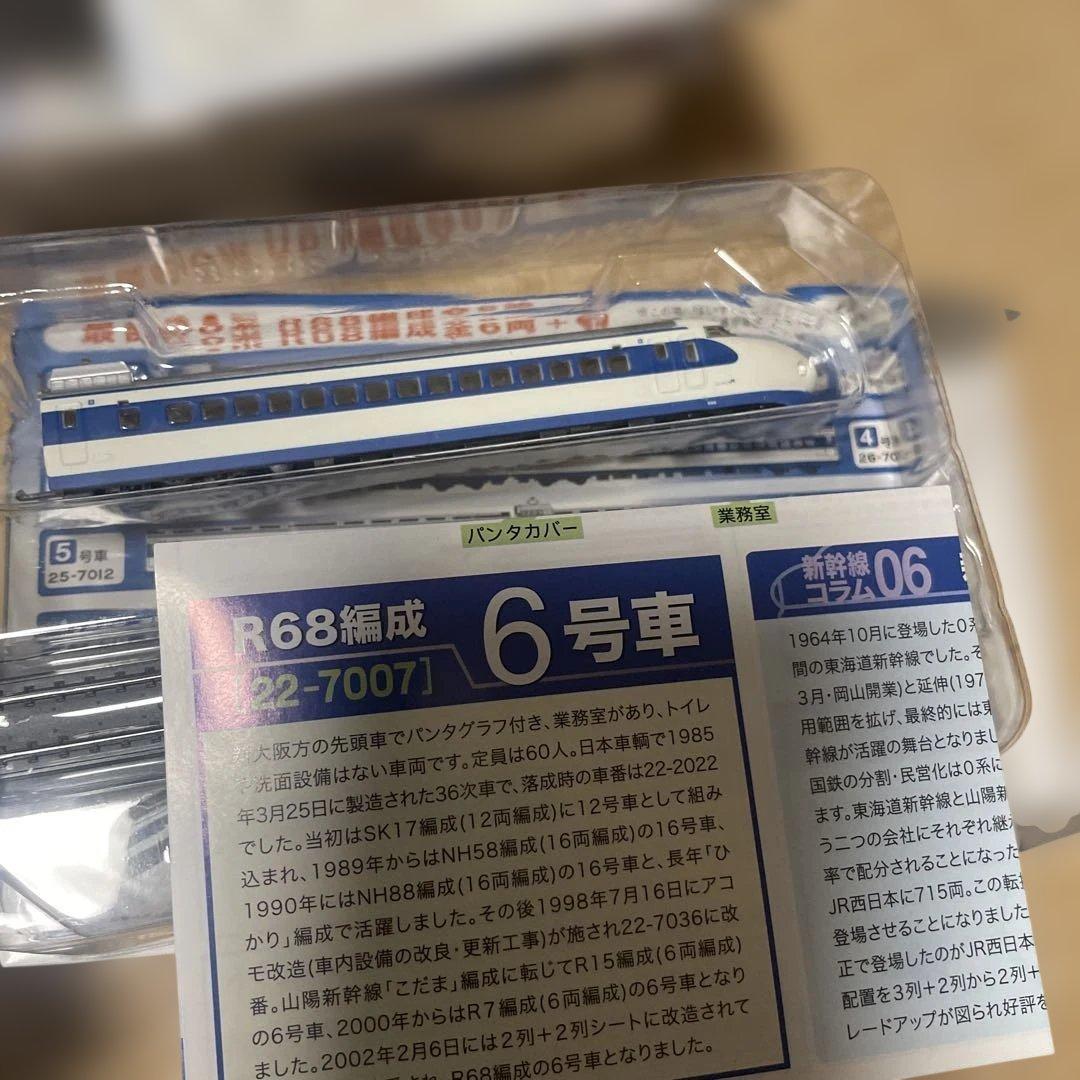 4 号車
5 号車
25-7012
パンタカバー
業務室
R68編成
[22-7007]
6号車
大阪方の先頭車でパンタグラフ付き、業務室があり、トイレ
洗面設備はない車両です。定員は60人。日本車輌で1985
年3月25日に製造された36次車で、落成時の車番は22-2022
でした。当初はSK17編成(12両編成)に12号車として組み
込まれ、1989年からはNH58編成(16両編成)の16号車、
1990年にはNH88編成(16両編成)の16号車と、長年「ひ
かり」編成で活躍しました。その後1998年7月16日にアコ
モ改造(車内設備の改良・更新工事)が施され22-7036に改
番。山陽新幹線「こだま」編成に転じてR15編成(6両編成)
の6号車、2000年からはR7編成(6両編成)の6号車となり
ました。2002年2月6日には2列+2列シートに改造されて
R68編成の6号車となりました。
新幹線
コラム06
1964年10月に登場した0系
間の東海道新幹線でした。そ
3月・岡山開業)と延伸(197
用範囲を拡げ、最終的には東
幹線が活躍の舞台となりまし
国鉄の分割・民営化は0系に
ます。東海道新幹線と山陽新
う二つの会社にそれぞれ継
率で配分されることになった
JR西日本に715両。この転
登場させることになりました
正で登場したのがJR西日本
配置を3列+2列から2列+
レードアップが図られ好評を